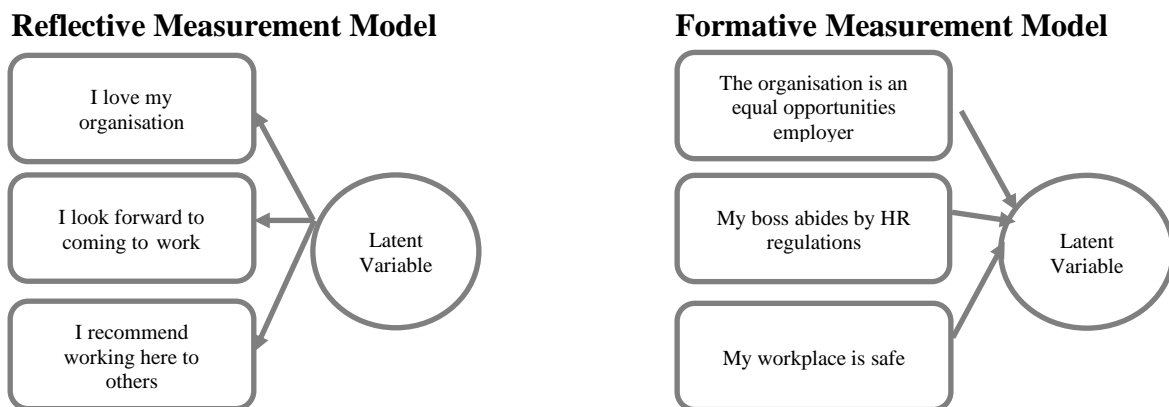 Reflective Measurement Model
I love my
organisation
I look forward to
coming to work
I recommend
working here to
others
Latent
Variable
Formative Measurement Model
The organisation is an
equal opportunities
employer
My boss abides by HR
regulations
My workplace is safe
Latent
Variable